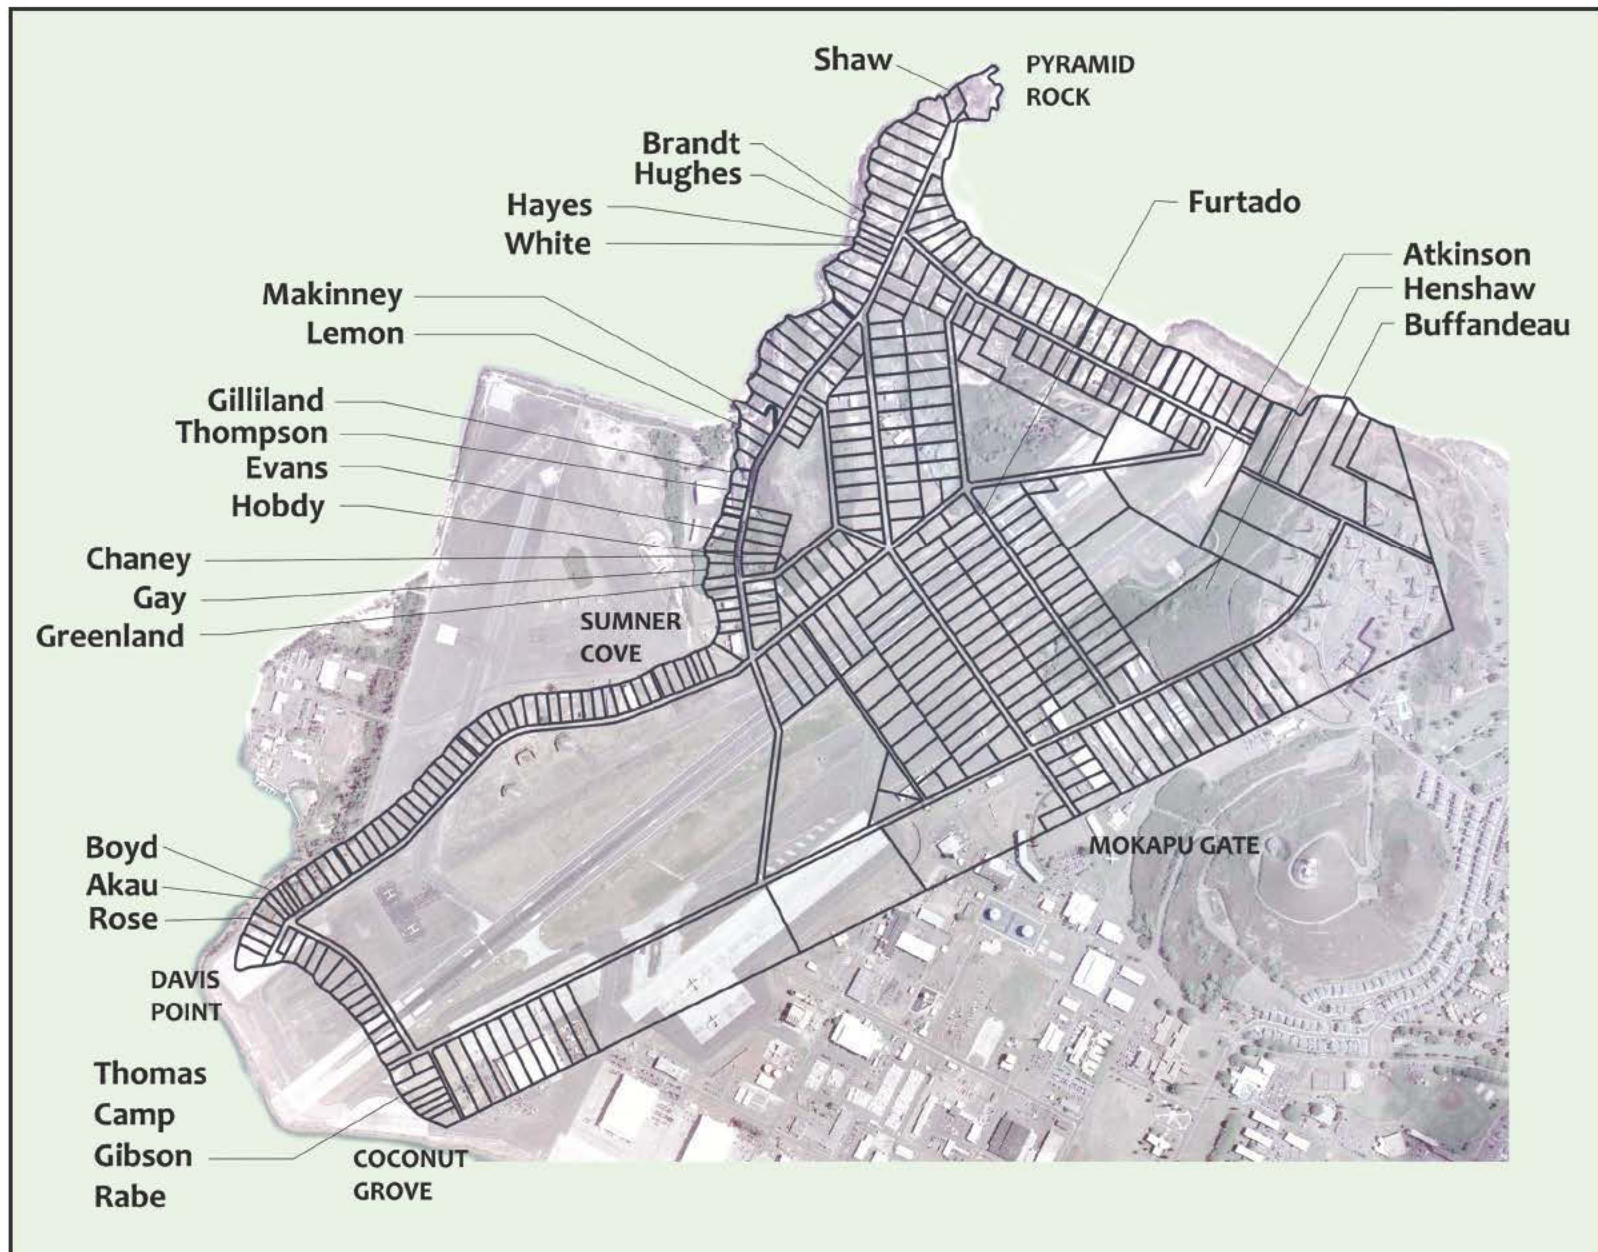 Shaw
PYRAMID
ROCK
Brandt
Hughes
Hayes
White
Furtado
Atkinson
Henshaw
Buffandeau
Makinney
Lemon
Gilliland
Thompson
Evans
Hobdy
Chaney
Gay
Greenland
SUMNER
COVE
Boyd
Akau
Rose
MOKAPU GATE
DAVIS
POINT
Thomas
Camp
Gibson
Rabe
COCONUT
GROVE